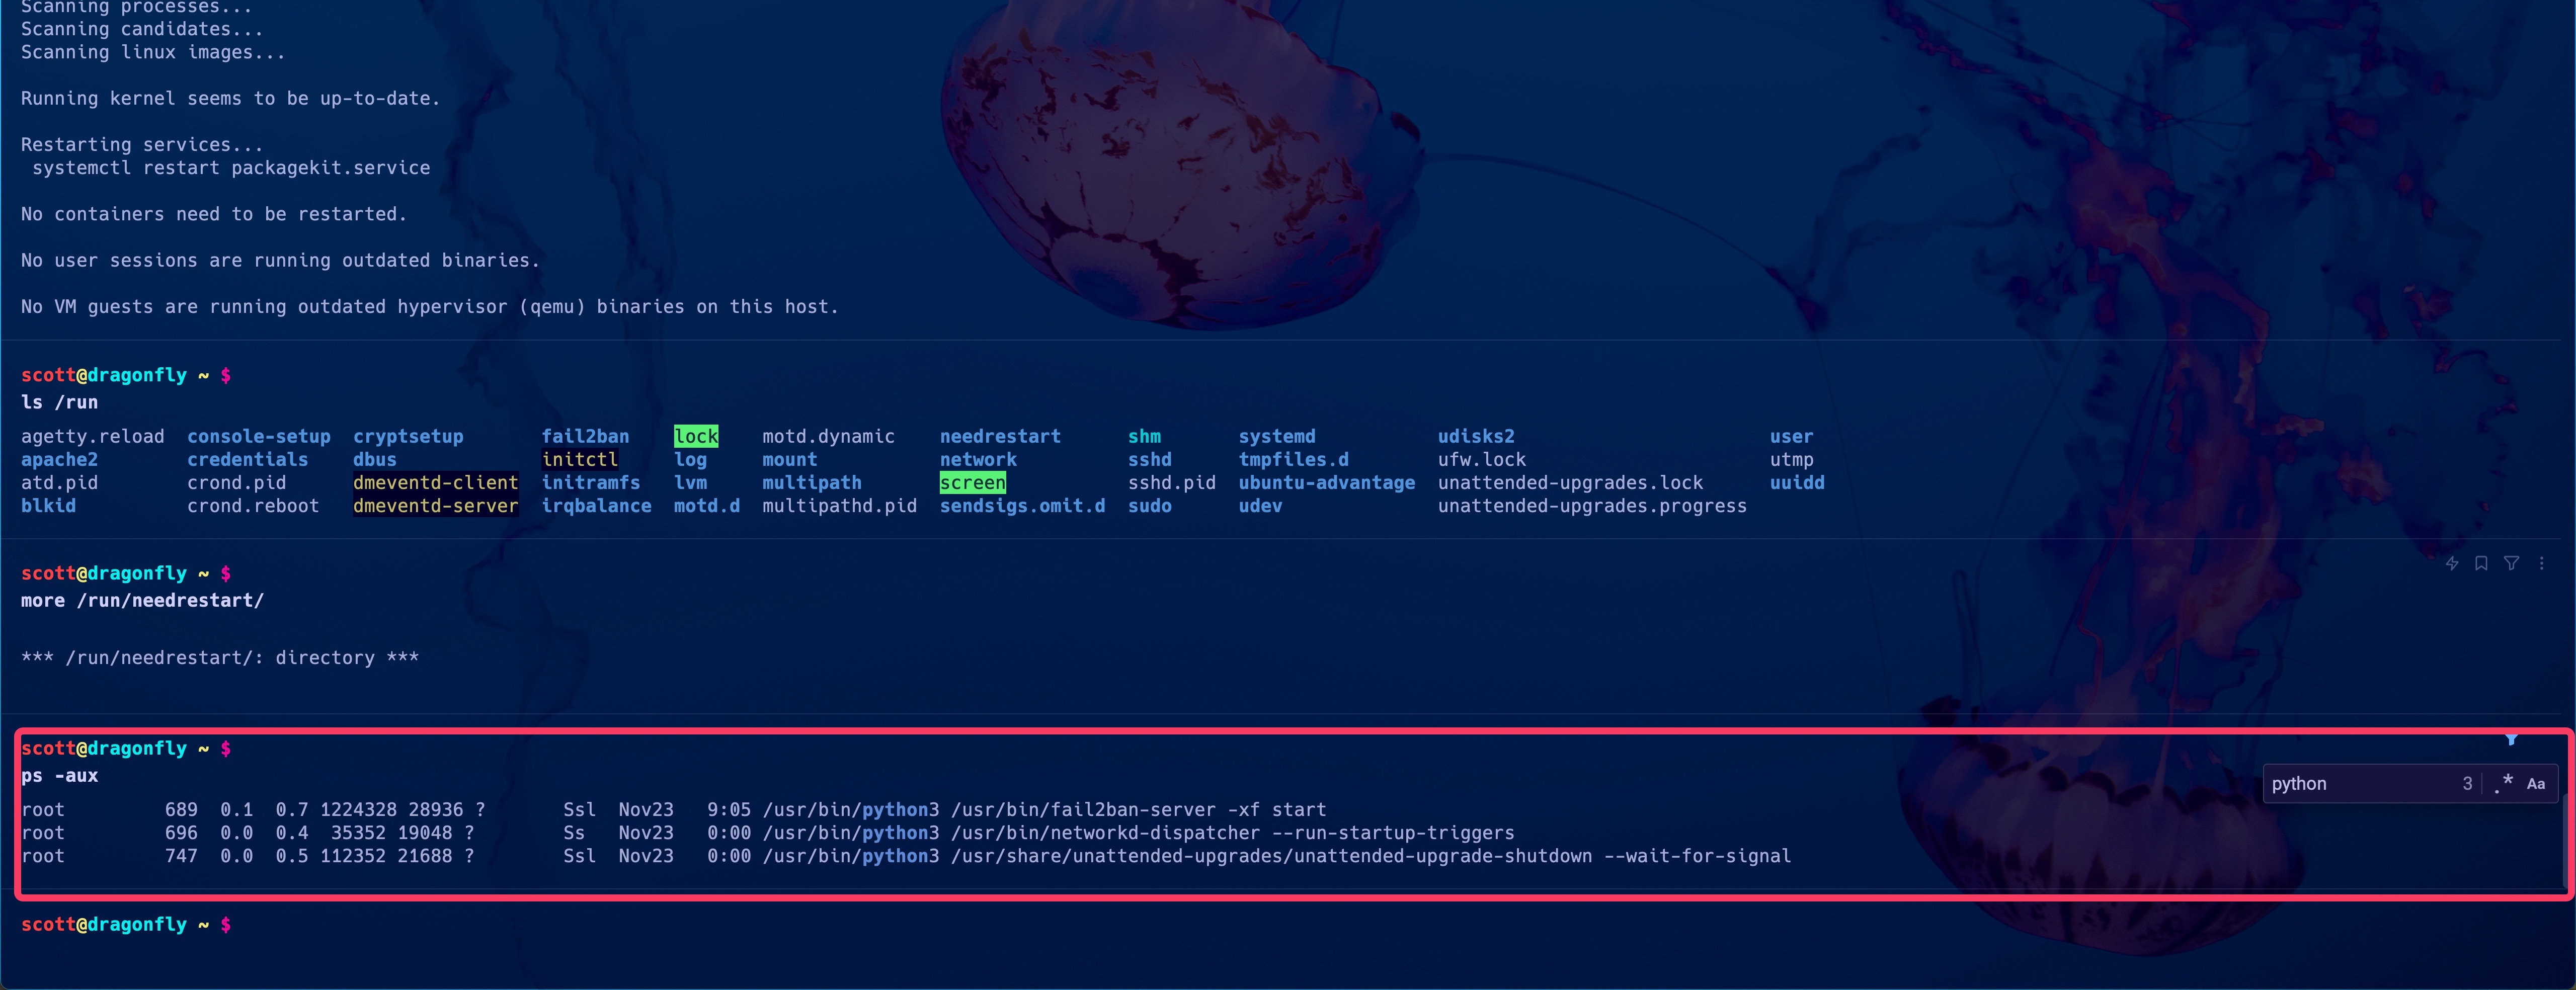 Scanning processes...
Scanning candidates...
Scanning linux images...
Running kernel seems to be up-to-date.
Restarting services...
systemctl restart packagekit.service
No containers need to be restarted.
No user sessions are running outdated binaries.
No VM guests are running outdated hypervisor (qemu) binaries on this host.
scott@dragonfly ~ $
ls /run
agetty.reload console-setup cryptsetup fail2ban lock motd.dynamic needrestart shm systemd udisks2 user
apache2 credentials dbus initctl log mount network sshd tmpfiles.d ufw.lock utmp
atd.pid crond.pid dmeventd-client initramfs lvm multipath screen sshd.pid ubuntu-advantage unattended-upgrades.lock uuidd
blkid crond.reboot dmeventd-server irqbalance motd.d multipathd.pid sendsigs.omit.d sudo udev unattended-upgrades.progress
scott@dragonfly ~ $
more /run/needrestart/
*** /run/needrestart/: directory ***
scott@dragonfly ~ $
ps -aux
python 3 .* Aa
root 689 0.1 0.7 1224328 28936 ? Ssl Nov23 9:05 /usr/bin/python3 /usr/bin/fail2ban-server -xf start
root 696 0.0 0.4 35352 19048 ? Ss Nov23 0:00 /usr/bin/python3 /usr/bin/networkd-dispatcher --run-startup-triggers
root 747 0.0 0.5 112352 21688 ? Ssl Nov23 0:00 /usr/bin/python3 /usr/share/unattended-upgrades/unattended-upgrade-shutdown --wait-for-signal
scott@dragonfly ~ $